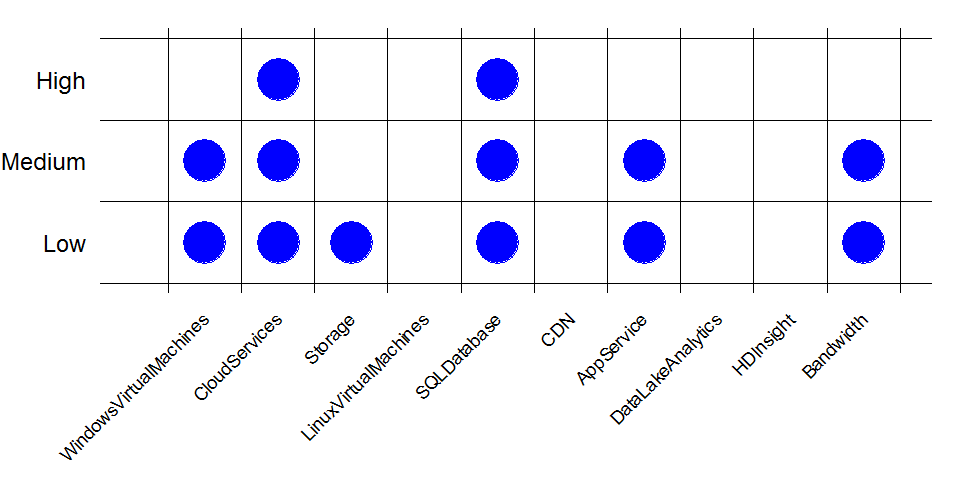 High
Medium
Low
WindowsVirtualMachines
CloudServices
Storage
LinuxVirtualMachines
SQLDatabase
CDN
AppService
DataLakeAnalytics
HDInsight
Bandwidth